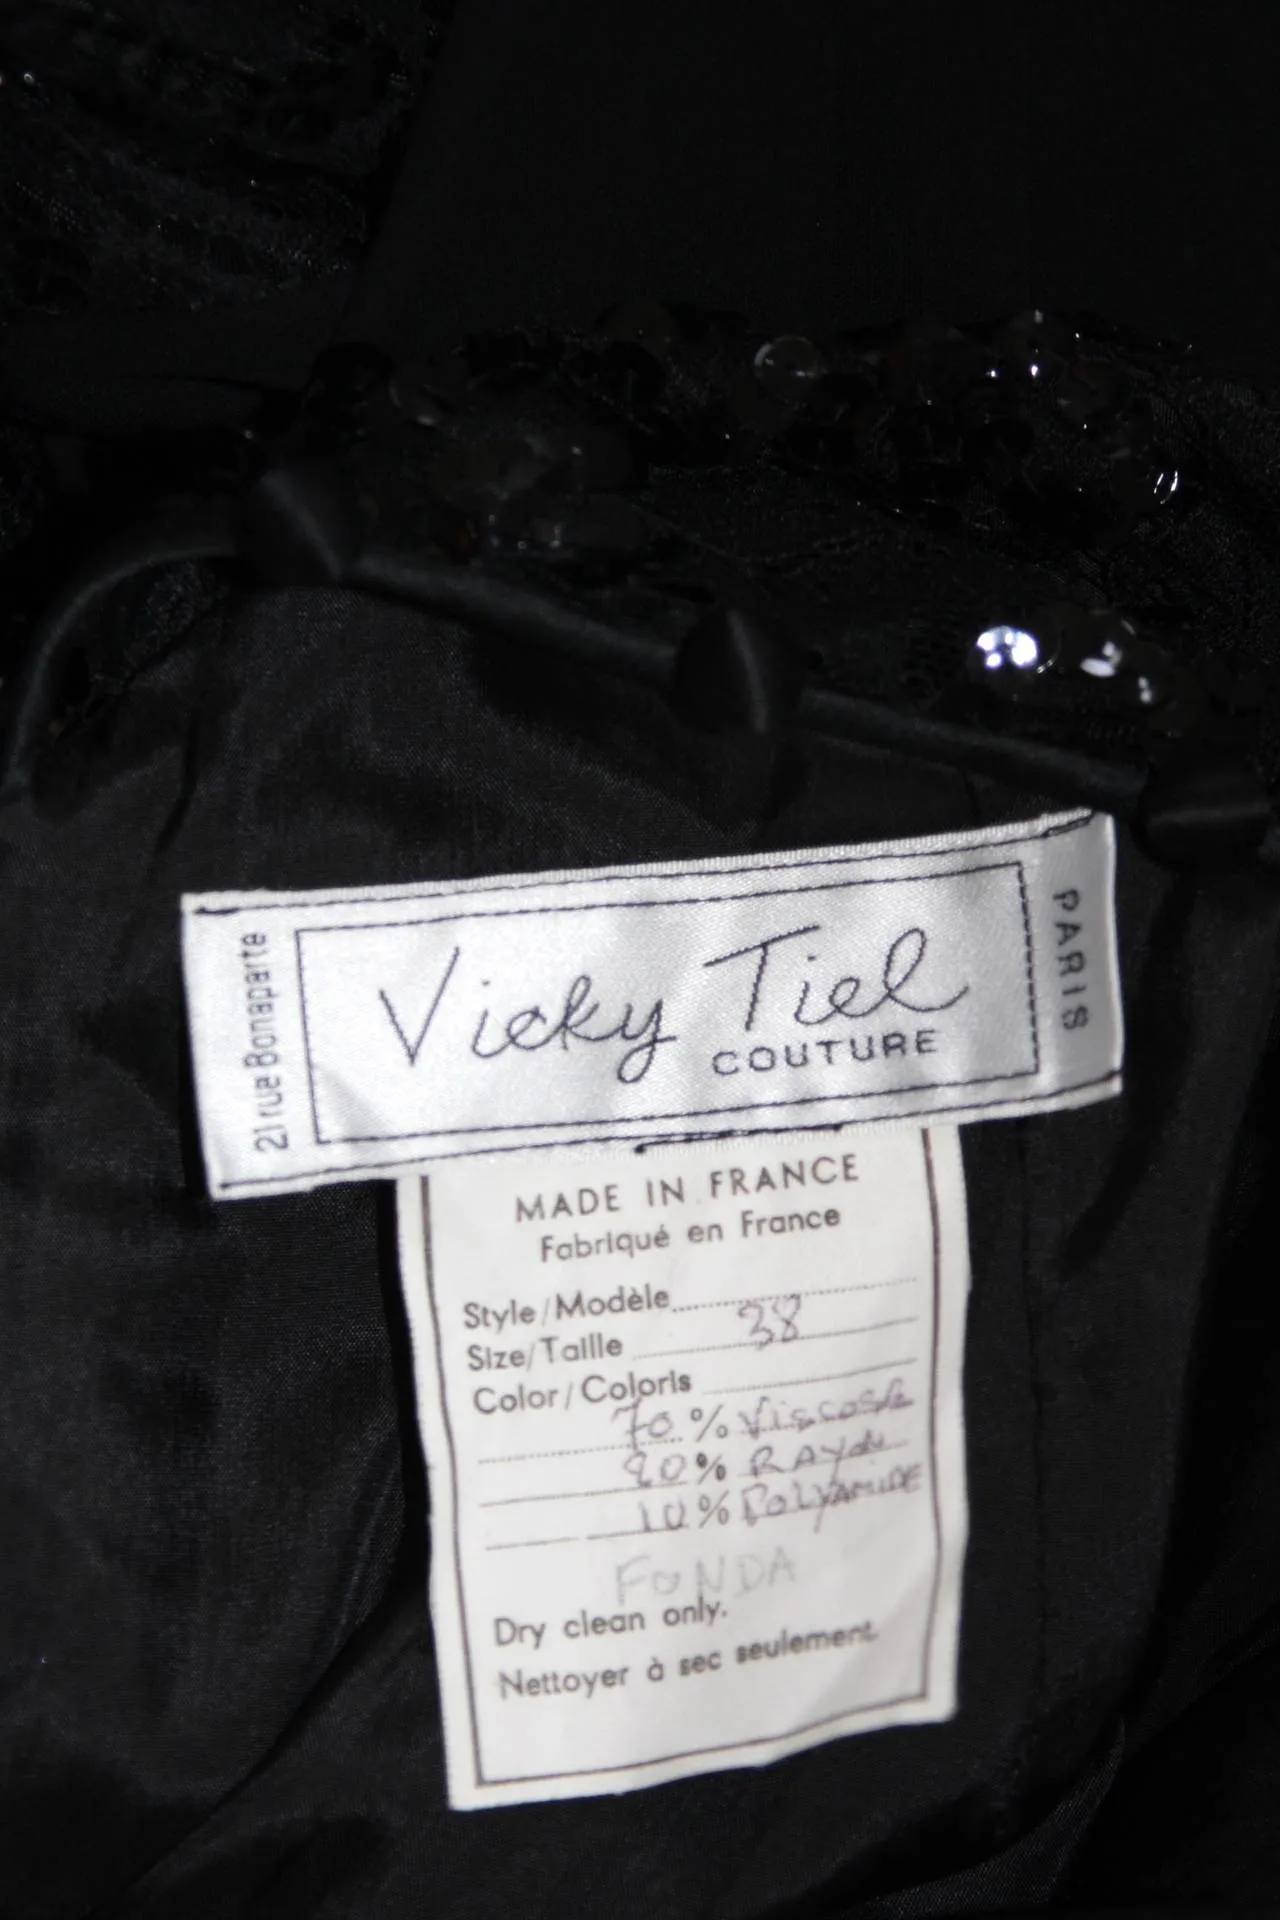 21 rue Bonaparte
Vicky Tiel
COUTURE
PARIS
MADE IN FRANCE
Fabriqué en France
Style/Modèle
Size/Taille 38
Color/Coloris
70 % Viscose
20 % RAYON
10 % POLYAMIDE
FONDA
Dry clean only.
Nettoyer à sec seulement.